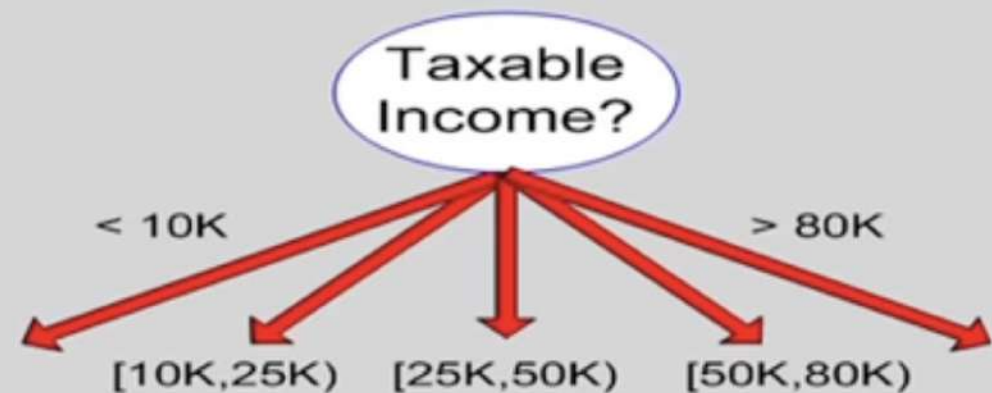 Taxable
Income?
< 10K
> 80K
[10K,25K)
[25K,50K)
[50K,80K)